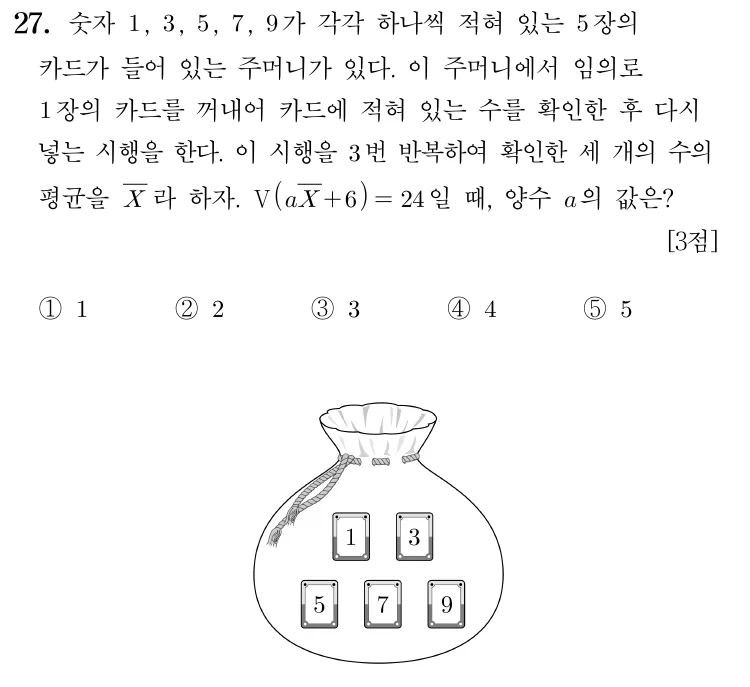 27. 숫자 1, 3, 5, 7, 9가 각각 하나씩 적혀 있는 5장의
카드가 들어 있는 주머니가 있다. 이 주머니에서 임의로
1장의 카드를 꺼내어 카드에 적혀 있는 수를 확인한 후 다시
넣는 시행을 한다. 이 시행을 3번 반복하여 확인한 세 개의 수의
평균을 X̅라 하자. V(aX̅+6)=24일 때, 양수 a의 값은?
[3점]
① 1 ② 2 ③ 3 ④ 4 ⑤ 5
1 3
5 7 9